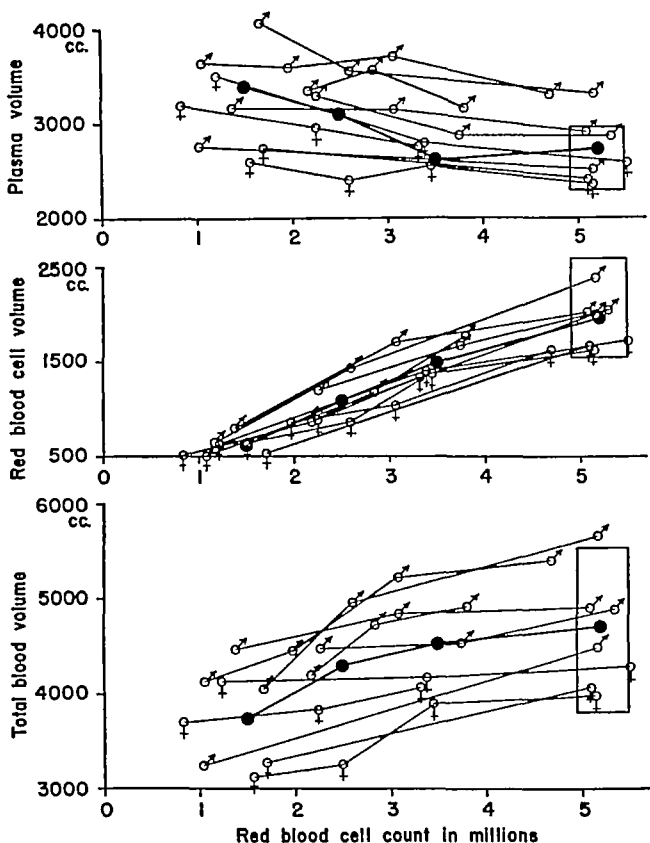 4000
cc.
3000
2000
Plasma volume
1 2 3 4 5
2500
cc.
1500
500
Red blood cell volume
0 1 2 3 4 5
6000
cc.
5000
4000
3000
Total blood volume
0 1 2 3 4 5
Red blood cell count in millions